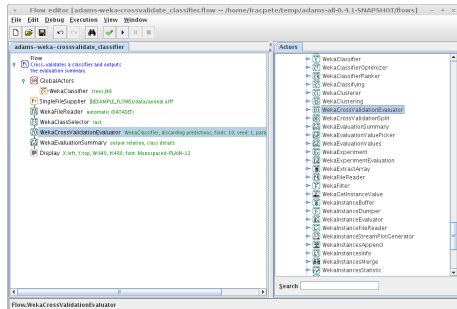 Flow editor [adams-weka-crossvalidate_classifier.flow -- /home/fracpete/temp/adams-all-0.4.1-SNAPSHOT/flows]
File Edit Debug Execution View Window
adams-weka-crossvalidate_classifier
Flow
Cross-validates a classifier and outputs
the evaluation summary.
GlobalActors
WekaClassifier trees.J48
SingleFileSupplier
WekaFileReader automatic (DATASET)
WekaClassSelector last
WekaCrossValidationEvaluator WekaClassifier, discarding predictions, folds: 10, seed: 1, para
WekaEvaluationSummary output relation, class details
Display X:left, Y:top, W:640, H:480, font: Monospaced-PLAIN-12
Flow.WekaCrossValidationEvaluator
Actors
WekaClassifier
WekaClassifierOptimizer
WekaClassifierRanker
WekaClassifying
WekaClusterer
WekaClustering
WekaCrossValidationEvaluator
WekaCrossValidationSplit
WekaEvaluationSummary
WekaEvaluationValuePicker
WekaEvaluationValues
WekaExperiment
WekaExperimentEvaluation
WekaExtractArray
WekaFileReader
WekaFilter
WekaGetInstanceValue
WekaInstanceBuffer
WekaInstanceDumper
WekaInstanceEvaluator
WekaInstanceFileReader
WekaInstanceStreamPlotGenerator
WekaInstancesAppend
WekaInstancesInfo
WekaInstancesMerge
WekaInstancesStatistic
Search